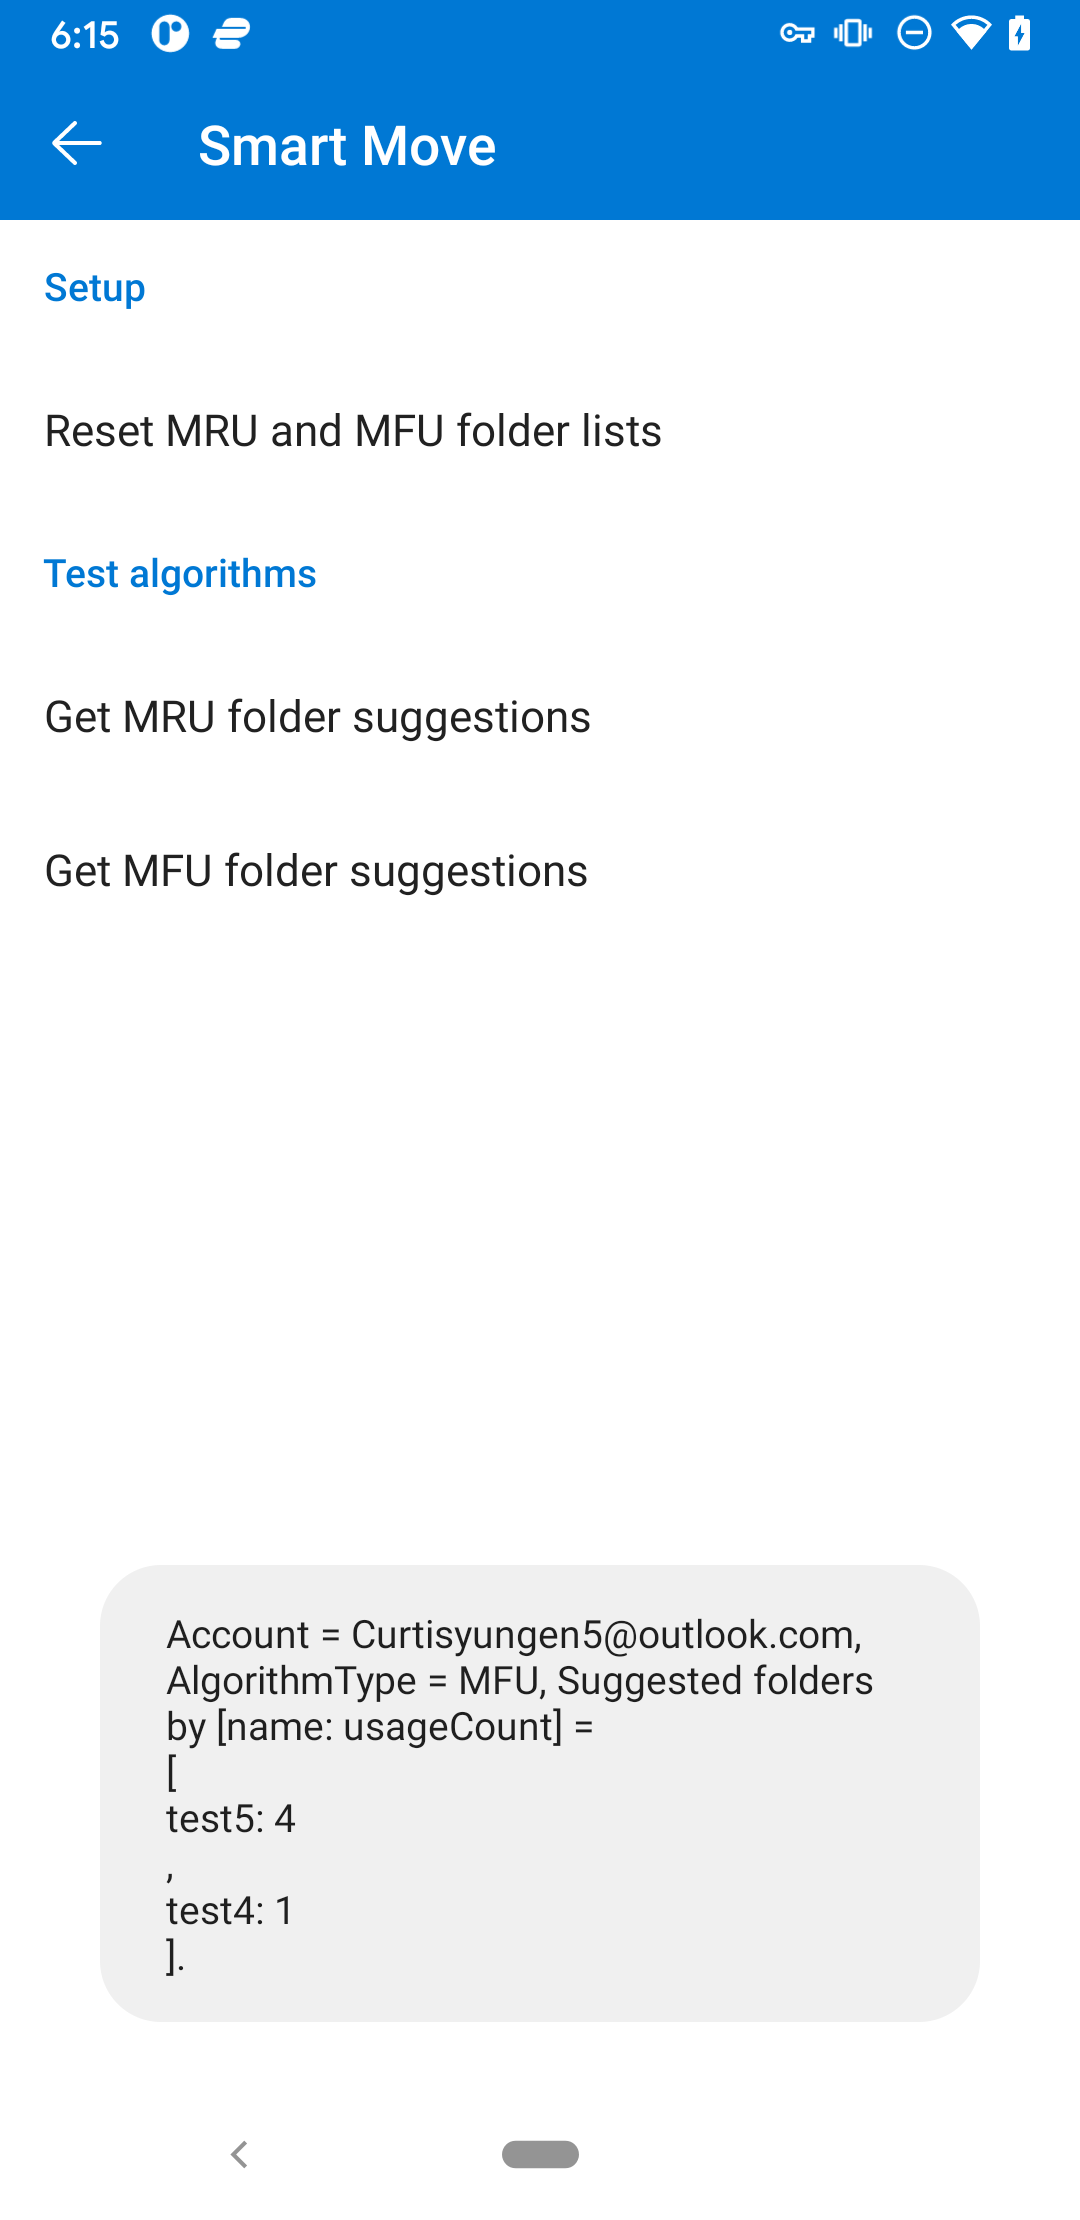 6:15
Smart Move
Setup
Reset MRU and MFU folder lists
Test algorithms
Get MRU folder suggestions
Get MFU folder suggestions
Account = Curtisyungen5@outlook.com,
AlgorithmType = MFU, Suggested folders
by [name: usageCount] =
[
test5: 4
,
test4: 1
].